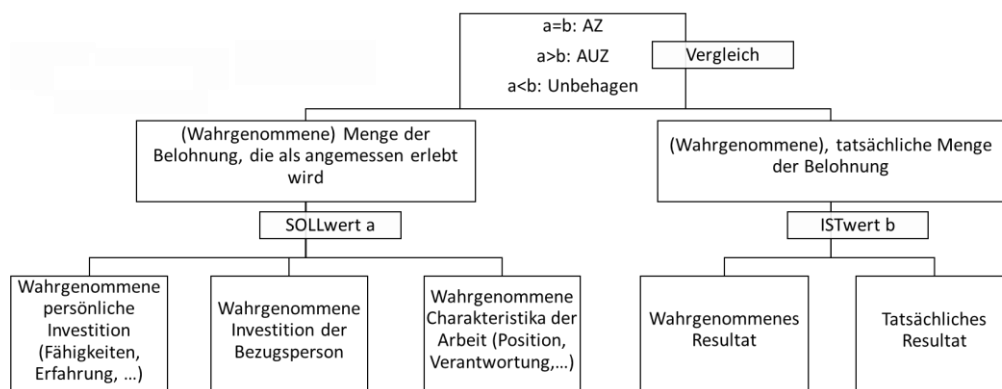 a=b: AZ
a>b: AUZ
a<b: Unbehagen
Vergleich
(Wahrgenommene) Menge der
Belohnung, die als angemessen erlebt
wird
(Wahrgenommene), tatsächliche Menge
der Belohnung
SOLLwert a
ISTwert b
Wahrgenommene
persönliche
Investition
(Fähigkeiten,
Erfahrung, ...)
Wahrgenommene
Investition der
Bezugsperson
Wahrgenommene
Charakteristika der
Arbeit (Position,
Verantwortung,...)
Wahrgenommenes
Resultat
Tatsächliches
Resultat